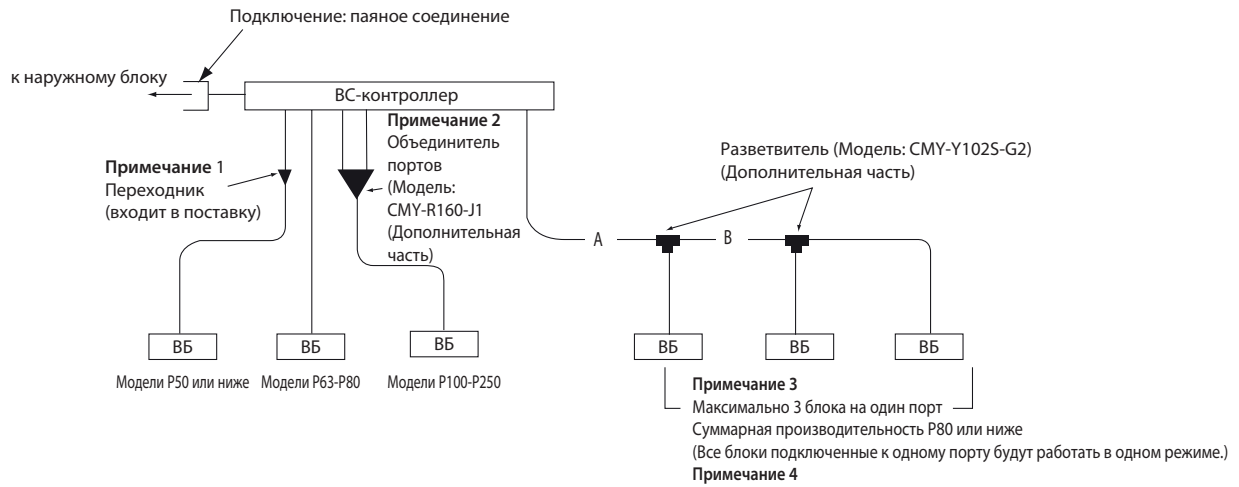 Подключение: паяное соединение
к наружному блоку
ВС-контроллер
Примечание 1
Переходник
(входит в поставку)
Примечание 2
Объединитель
портов
(Модель:
CMY-R160-J1
(Дополнительная
часть)
Разветвитель (Модель: CMY-Y102S-G2)
(Дополнительная часть)
A
B
ВБ
ВБ
ВБ
ВБ
ВБ
ВБ
Модели P50 или ниже
Модели P63-P80
Модели P100-P250
Примечание 3
Максимально 3 блока на один порт
Суммарная производительность P80 или ниже
(Все блоки подключенные к одному порту будут работать в одном режиме.)
Примечание 4